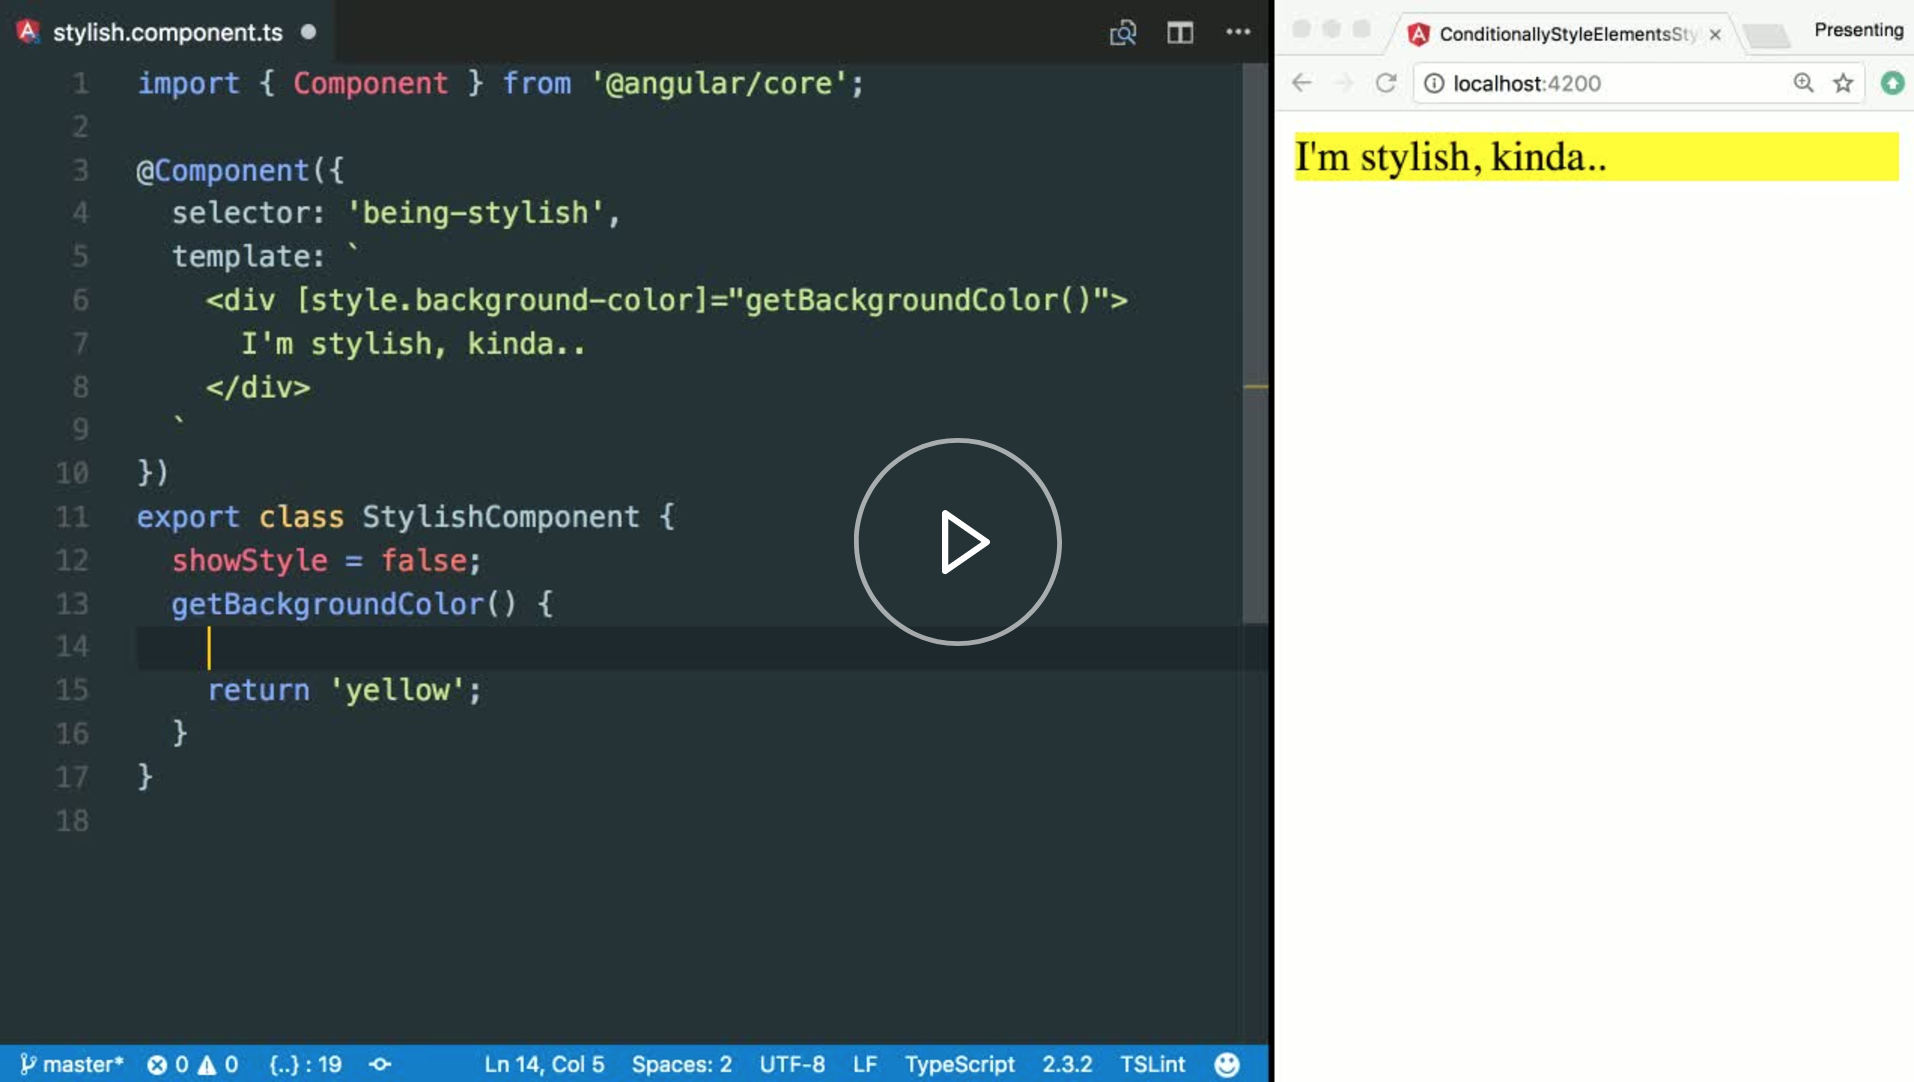 stylish.component.ts
1 import { Component } from '@angular/core';
2
3 @Component({
4   selector: 'being-stylish',
5   template: `
6     <div [style.background-color]="getBackgroundColor()">
7       I'm stylish, kinda..
8     </div>
9   `
10 })
11 export class StylishComponent {
12   showStyle = false;
13   getBackgroundColor() {
14
15     return 'yellow';
16   }
17 }
18
master* 0 0 {..} : 19 Ln 14, Col 5 Spaces: 2 UTF-8 LF TypeScript 2.3.2 TSLint
ConditionallyStyleElementsSty Presenting
localhost:4200
I'm stylish, kinda..